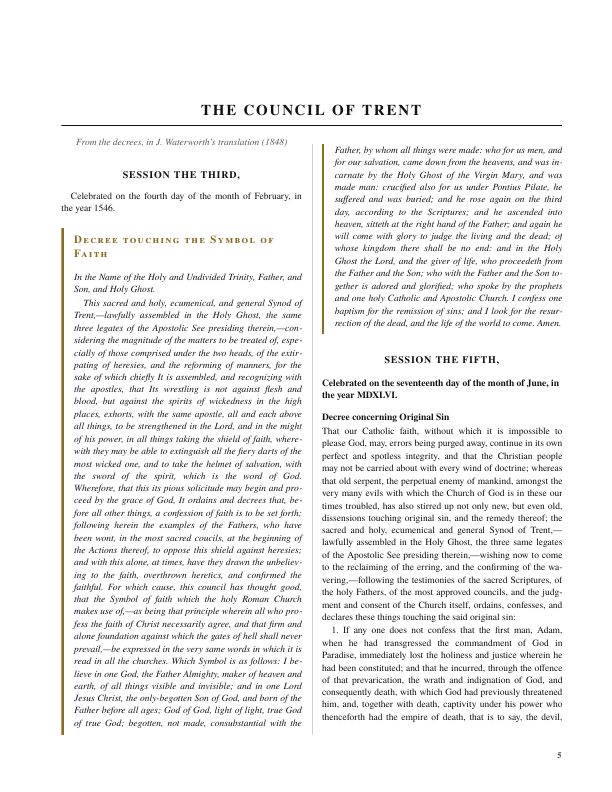 THE COUNCIL OF TRENT
From the decrees, in J. Waterworth's translation (1848)
SESSION THE THIRD,
Celebrated on the fourth day of the month of February, in
the year 1546.
Decree touching the Symbol of
Faith
In the Name of the Holy and Undivided Trinity, Father, and
Son, and Holy Ghost.
This sacred and holy, ecumenical, and general Synod of
Trent,—lawfully assembled in the Holy Ghost, the same
three legates of the Apostolic See presiding therein,—con-
sidering the magnitude of the matters to be treated of, espe-
cially of those comprised under the two heads, of the extir-
pating of heresies, and the reforming of manners, for the
sake of which chiefly It is assembled, and recognizing with
the apostles, that Its wrestling is not against flesh and
blood, but against the spirits of wickedness in the high
places, exhorts, with the same apostle, all and each above
all things, to be strengthened in the Lord, and in the might
of his power, in all things taking the shield of faith, where-
with they may be able to extinguish all the fiery darts of the
most wicked one, and to take the helmet of salvation, with
the sword of the spirit, which is the word of God.
Wherefore, that this its pious solicitude may begin and pro-
ceed by the grace of God, It ordains and decrees that, be-
fore all other things, a confession of faith is to be set forth;
following herein the examples of the Fathers, who have
been wont, in the most sacred coucils, at the beginning of
the Actions thereof, to oppose this shield against heresies;
and with this alone, at times, have they drawn the unbeliev-
ing to the faith, overthrown heretics, and confirmed the
faithful. For which cause, this council has thought good,
that the Symbol of faith which the holy Roman Church
makes use of,—as being that principle wherein all who pro-
fess the faith of Christ necessarily agree, and that firm and
alone foundation against which the gates of hell shall never
prevail,—be expressed in the very same words in which it is
read in all the churches. Which Symbol is as follows: I be-
lieve in one God, the Father Almighty, maker of heaven and
earth, of all things visible and invisible; and in one Lord
Jesus Christ, the only-begotten Son of God, and born of the
Father before all ages; God of God, light of light, true God
of true God; begotten, not made, consubstantial with the
Father, by whom all things were made: who for us men, and
for our salvation, came down from the heavens, and was in-
carnate by the Holy Ghost of the Virgin Mary, and was
made man: crucified also for us under Pontius Pilate, he
suffered and was buried; and he rose again on the third
day, according to the Scriptures; and he ascended into
heaven, sitteth at the right hand of the Father; and again he
will come with glory to judge the living and the dead; of
whose kingdom there shall be no end: and in the Holy
Ghost the Lord, and the giver of life, who proceedeth from
the Father and the Son; who with the Father and the Son to-
gether is adored and glorified; who spoke by the prophets
and one holy Catholic and Apostolic Church. I confess one
baptism for the remission of sins; and I look for the resur-
rection of the dead, and the life of the world to come. Amen.
SESSION THE FIFTH,
Celebrated on the seventeenth day of the month of June, in
the year MDXLVI.
Decree concerning Original Sin
That our Catholic faith, without which it is impossible to
please God, may, errors being purged away, continue in its own
perfect and spotless integrity, and that the Christian people
may not be carried about with every wind of doctrine; whereas
that old serpent, the perpetual enemy of mankind, amongst the
very many evils with which the Church of God is in these our
times troubled, has also stirred up not only new, but even old,
dissensions touching original sin, and the remedy thereof; the
sacred and holy, ecumenical and general Synod of Trent,—
lawfully assembled in the Holy Ghost, the three same legates
of the Apostolic See presiding therein,—wishing now to come
to the reclaiming of the erring, and the confirming of the wa-
vering,—following the testimonies of the sacred Scriptures, of
the holy Fathers, of the most approved councils, and the judg-
ment and consent of the Church itself, ordains, confesses, and
declares these things touching the said original sin:
1. If any one does not confess that the first man, Adam,
when he had transgressed the commandment of God in
Paradise, immediately lost the holiness and justice wherein he
had been constituted; and that he incurred, through the offence
of that prevarication, the wrath and indignation of God, and
consequently death, with which God had previously threatened
him, and, together with death, captivity under his power who
thenceforth had the empire of death, that is to say, the devil,
5